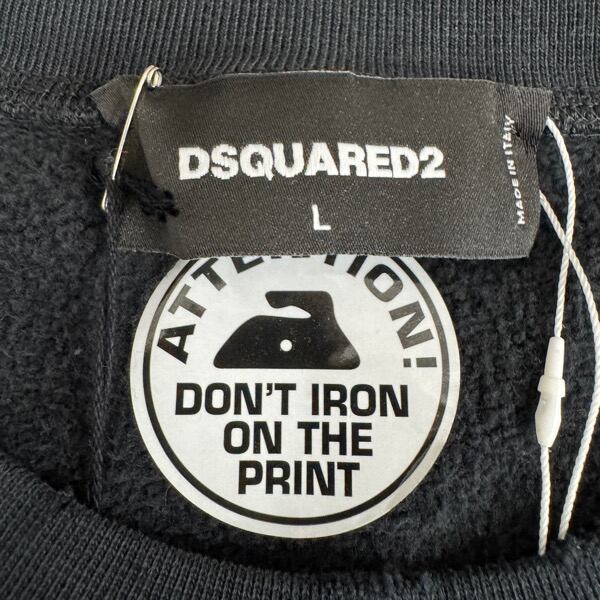 DSQUARED2
L
MADE IN ITALY
ATTENTION!
DON'T IRON
ON THE
PRINT